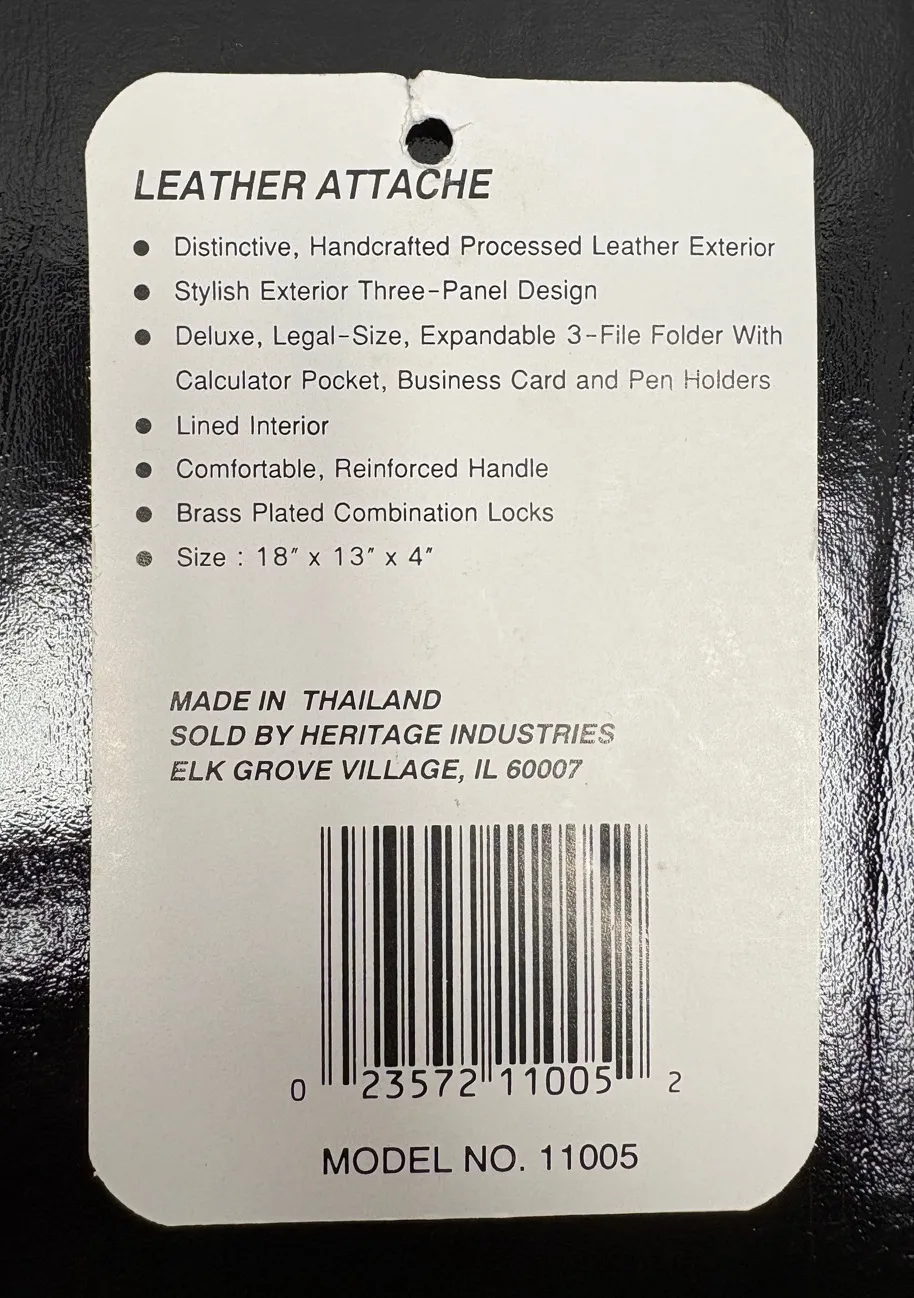 LEATHER ATTACHE
● Distinctive, Handcrafted Processed Leather Exterior
● Stylish Exterior Three-Panel Design
● Deluxe, Legal-Size, Expandable 3-File Folder With
Calculator Pocket, Business Card and Pen Holders
● Lined Interior
● Comfortable, Reinforced Handle
● Brass Plated Combination Locks
● Size : 18″ x 13″ x 4″
MADE IN THAILAND
SOLD BY HERITAGE INDUSTRIES
ELK GROVE VILLAGE, IL 60007
0 23572 11005 2
MODEL NO. 11005